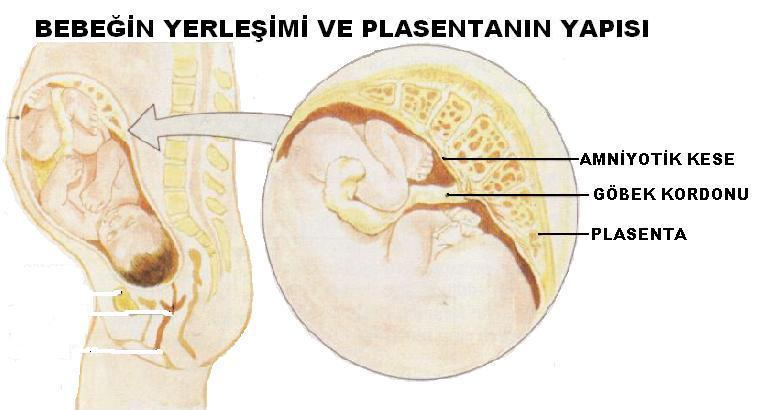 BEBEĞİN YERLEŞİMİ VE PLASENTANIN YAPISI
AMNİYOTİK KESE
GÖBEK KORDONU
PLASENTA